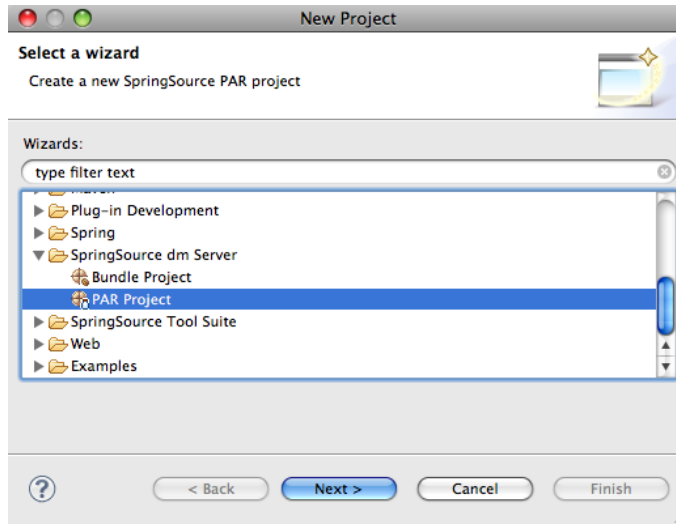 New Project
Select a wizard
Create a new SpringSource PAR project
Wizards:
type filter text
Maven
Plug-in Development
Spring
SpringSource dm Server
Bundle Project
PAR Project
SpringSource Tool Suite
Web
Examples
?
< Back
Next >
Cancel
Finish